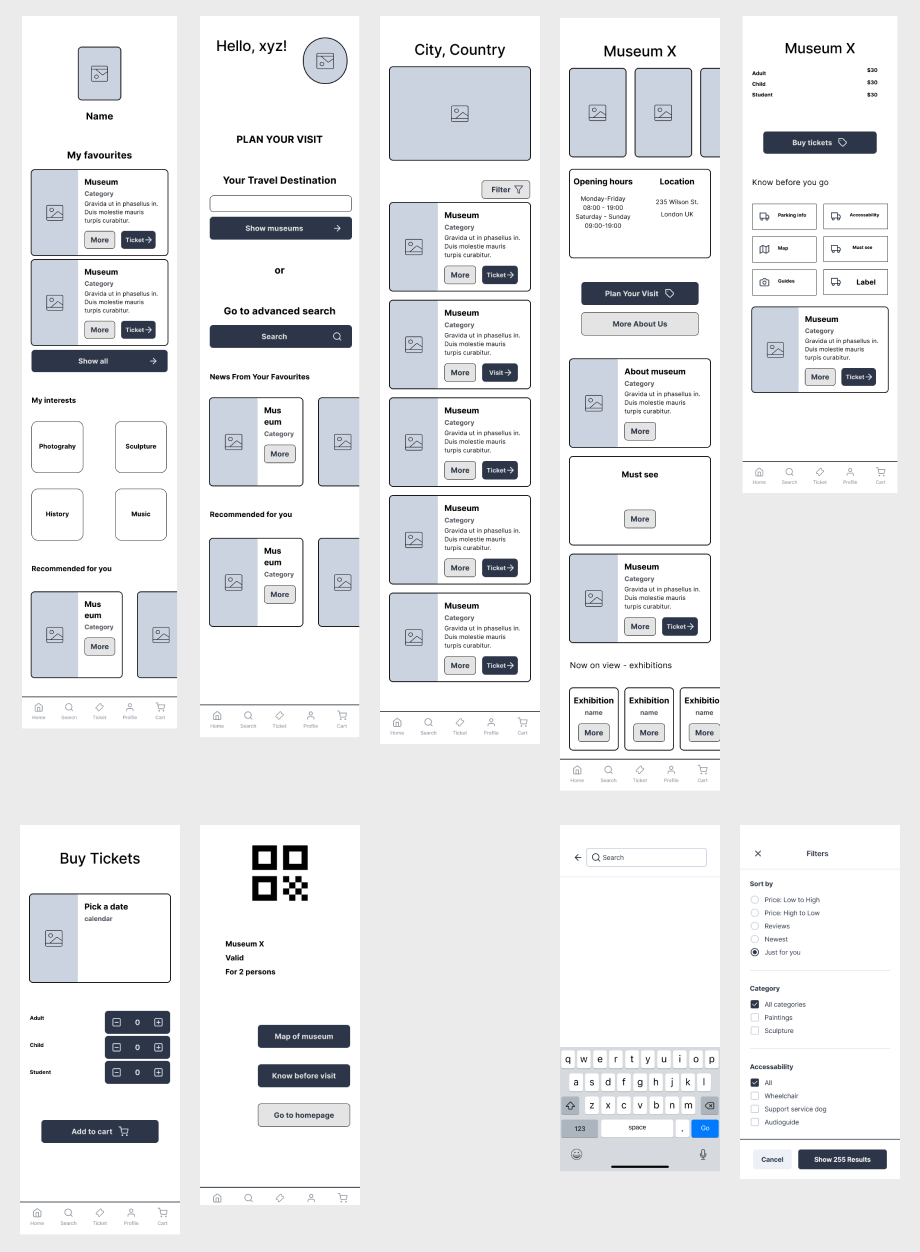 Name
My favourites
Museum
Category
Gravida ut in phasellus in.
Duis molestie mauris
turpis curabitur.
More
Ticket
Museum
Category
Gravida ut in phasellus in.
Duis molestie mauris
turpis curabitur.
More
Ticket
Show all
My interests
Photograhy
Sculpture
History
Music
Recommended for you
Mus
eum
Category
More
Home
Search
Ticket
Profile
Cart
Hello, xyz!
PLAN YOUR VISIT
Your Travel Destination
Show museums
or
Go to advanced search
Search
News From Your Favourites
Mus
eum
Category
More
Recommended for you
Mus
eum
Category
More
Home
Search
Ticket
Profile
Cart
City, Country
Filter
Museum
Category
Gravida ut in phasellus in.
Duis molestie mauris
turpis curabitur.
More
Ticket
Museum
Category
Gravida ut in phasellus in.
Duis molestie mauris
turpis curabitur.
More
Visit
Museum
Category
Gravida ut in phasellus in.
Duis molestie mauris
turpis curabitur.
More
Ticket
Museum
Category
Gravida ut in phasellus in.
Duis molestie mauris
turpis curabitur.
More
Ticket
Museum
Category
Gravida ut in phasellus in.
Duis molestie mauris
turpis curabitur.
More
Ticket
Home
Search
Ticket
Profile
Cart
Museum X
Opening hours
Monday-Friday
08:00 - 19:00
Saturday - Sunday
09:00-19:00
Location
235 Wilson St.
London UK
Plan Your Visit
More About Us
About museum
Category
Gravida ut in phasellus in.
Duis molestie mauris
turpis curabitur.
More
Must see
More
Museum
Category
Gravida ut in phasellus in.
Duis molestie mauris
turpis curabitur.
More
Ticket
Now on view - exhibitions
Exhibition
name
More
Exhibition
name
More
Exhibitio
name
More
Home
Search
Ticket
Profile
Cart
Museum X
Adult $30
Child $30
Student $30
Buy tickets
Know before you go
Parking info
Accessability
Map
Must see
Guides
Label
Museum
Category
Gravida ut in phasellus in.
Duis molestie mauris
turpis curabitur.
More
Ticket
Home
Search
Ticket
Profile
Cart
Buy Tickets
Pick a date
calendar
Adult 0
Child 0
Student 0
Add to cart
Home
Search
Ticket
Profile
Cart
Museum X
Valid
For 2 persons
Map of museum
Know before visit
Go to homepage
Search
q w e r t y u i o p
a s d f g h j k l
z x c v b n m
123 space . Go
Filters
Sort by
Price: Low to High
Price: High to Low
Reviews
Newest
Just for you
Category
All categories
Paintings
Sculpture
Accessability
All
Wheelchair
Support service dog
Audioguide
Cancel
Show 255 Results